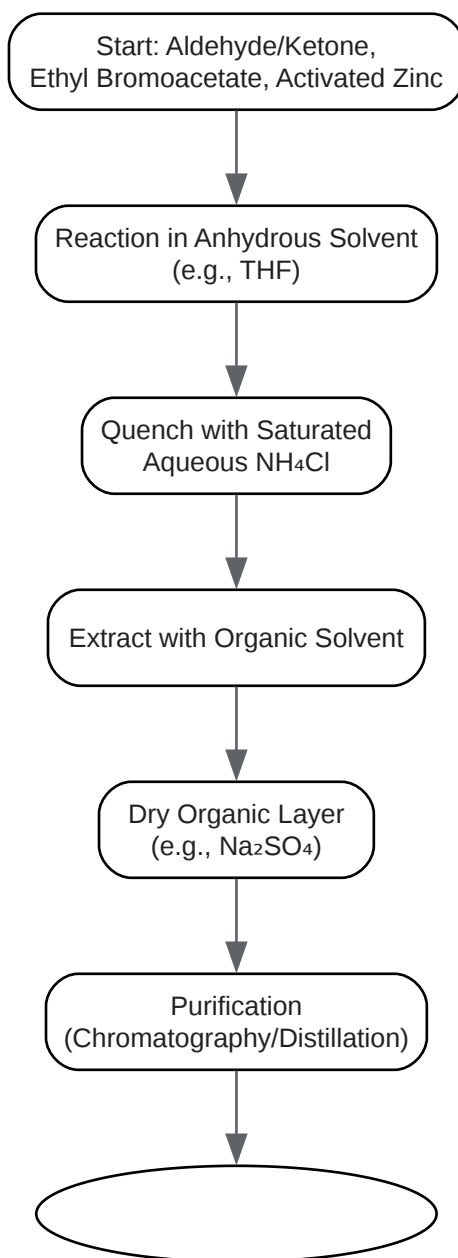 Start: Aldehyde/Ketone,
Ethyl Bromoacetate, Activated Zinc
Reaction in Anhydrous Solvent
(e.g., THF)
Quench with Saturated
Aqueous NH₄Cl
Extract with Organic Solvent
Dry Organic Layer
(e.g., Na₂SO₄)
Purification
(Chromatography/Distillation)